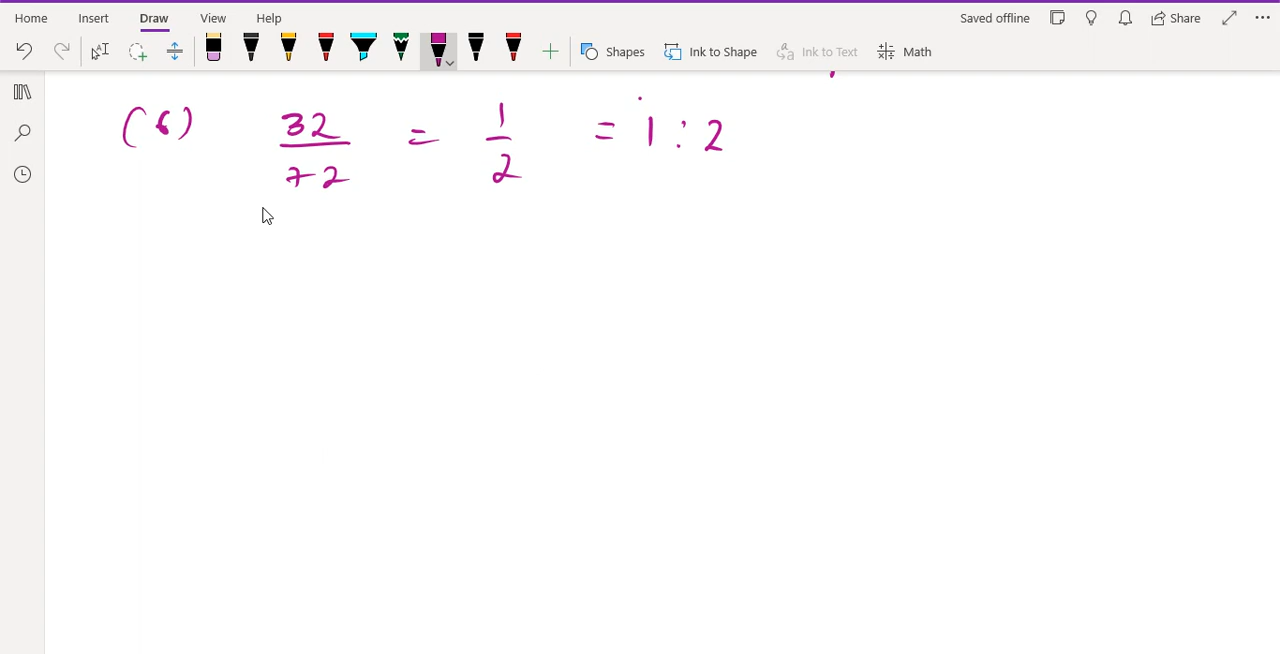 Home Insert Draw View Help Saved offline Share
Shapes Ink to Shape Ink to Text Math
(6) 32/72 = 1/2 = 1 : 2